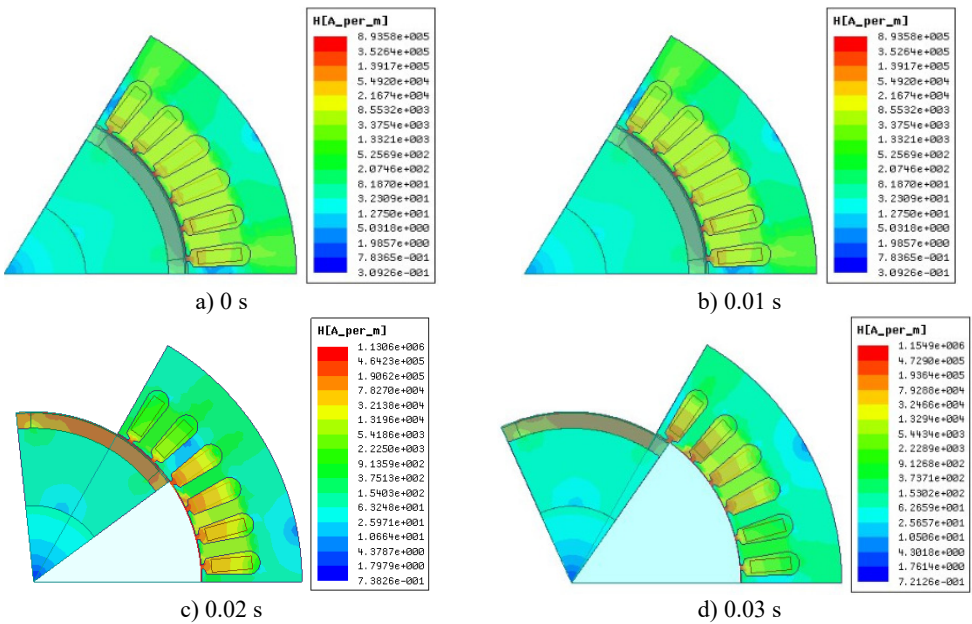 H[A_per_m]
8.9358e+005
3.5264e+005
1.3917e+005
5.4920e+004
2.1674e+004
8.5532e+003
3.3754e+003
1.3321e+003
5.2569e+002
2.0746e+002
8.1870e+001
3.2309e+001
1.2750e+001
5.0318e+000
1.9857e+000
7.8365e-001
3.0926e-001
a) 0 s
H[A_per_m]
8.9358e+005
3.5264e+005
1.3917e+005
5.4920e+004
2.1674e+004
8.5532e+003
3.3754e+003
1.3321e+003
5.2569e+002
2.0746e+002
8.1870e+001
3.2309e+001
1.2750e+001
5.0318e+000
1.9857e+000
7.8365e-001
3.0926e-001
b) 0.01 s
H[A_per_m]
1.1306e+006
4.6423e+005
1.9062e+005
7.8270e+004
3.2138e+004
1.3196e+004
5.4186e+003
2.2250e+003
9.1359e+002
3.7513e+002
1.5403e+002
6.3248e+001
2.5971e+001
1.0664e+001
4.3787e+000
1.7979e+000
7.3826e-001
c) 0.02 s
H[A_per_m]
1.1549e+006
4.7290e+005
1.9364e+005
7.9288e+004
3.2466e+004
1.3294e+004
5.4434e+003
2.2289e+003
9.1268e+002
3.7371e+002
1.5302e+002
6.2659e+001
2.5657e+001
1.0506e+001
4.3018e+000
1.7614e+000
7.2126e-001
d) 0.03 s